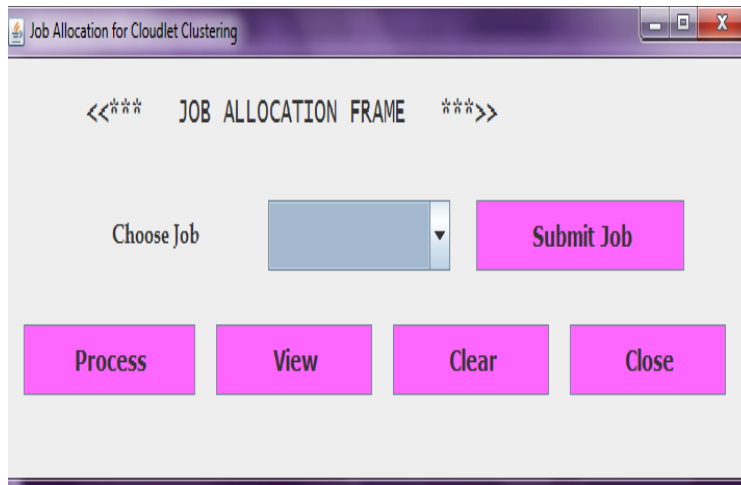 Job Allocation for Cloudlet Clustering
<<*** JOB ALLOCATION FRAME ***>>
Choose Job
Submit Job
Process
View
Clear
Close